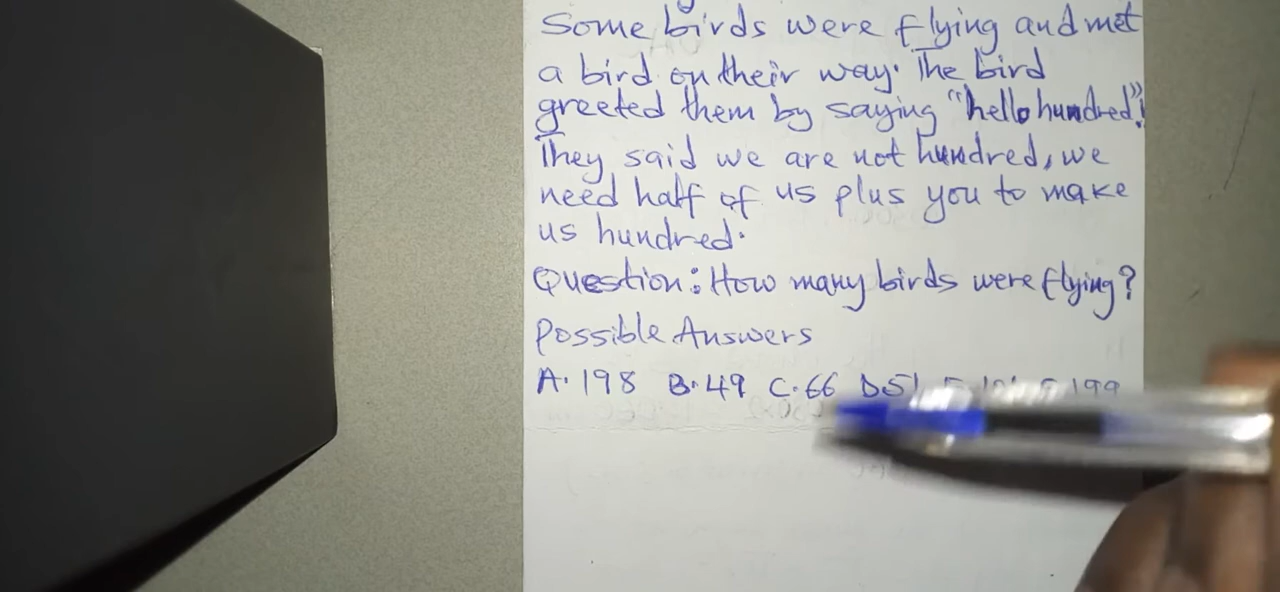 Some birds were flying and met
a bird on their way. The bird
greeted them by saying "hello hundred"!
They said we are not hundred, we
need half of us plus you to make
us hundred.
Question: How many birds were flying?
Possible Answers
A. 198 B. 49 C. 66 D. 51 199